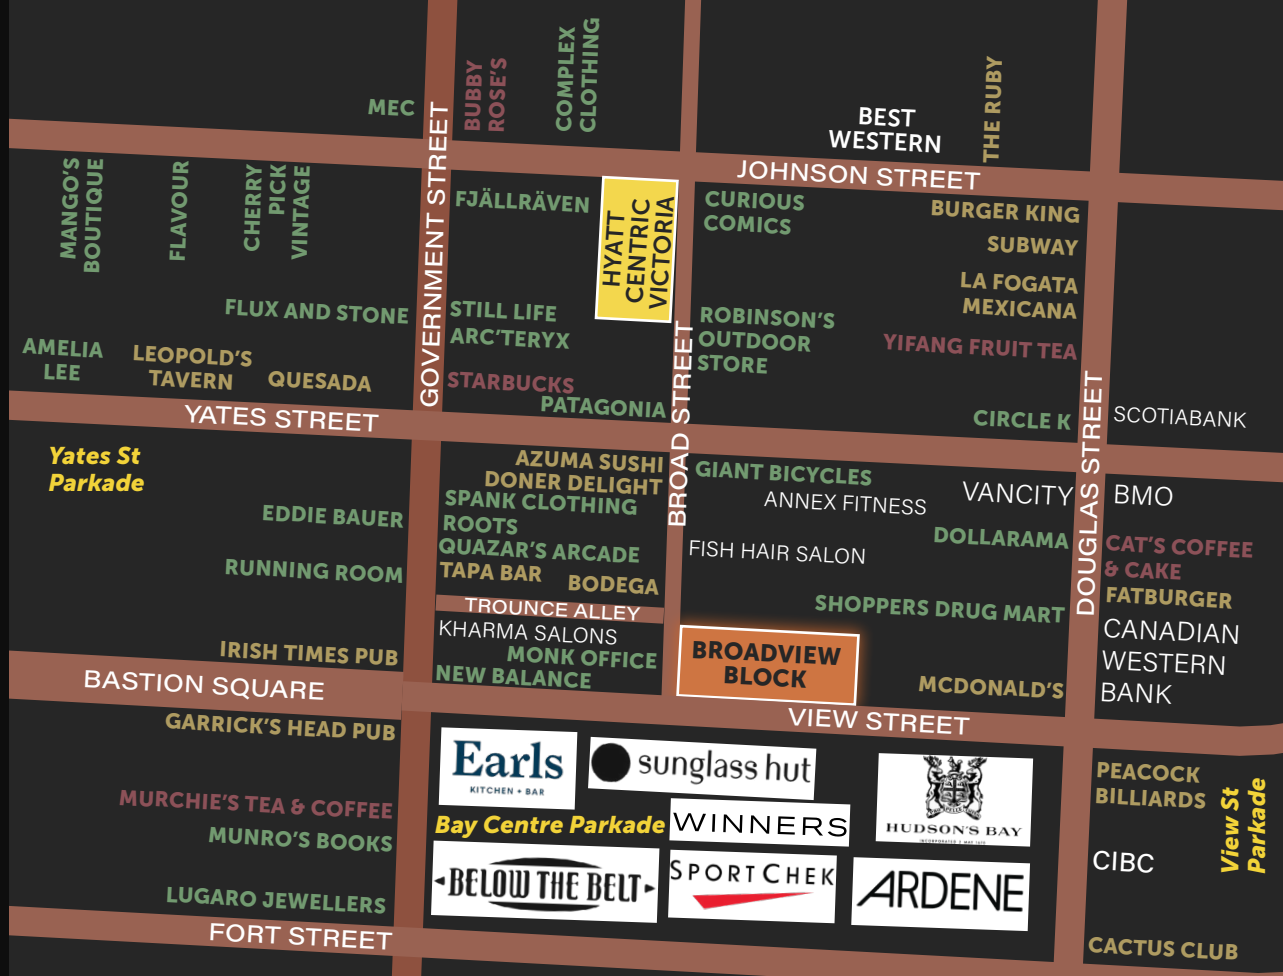 COMPLEX
CLOTHING
BUBBY
ROSE'S
MEC
THE RUBY
BEST
WESTERN
JOHNSON STREET
GOVERNMENT STREET
MANGO'S
BOUTIQUE
FLAVOUR
CHERRY
PICK
VINTAGE
FJÄLLRÄVEN
HYATT
CENTRIC
VICTORIA
CURIOUS
COMICS
BURGER KING
SUBWAY
LA FOGATA
MEXICANA
FLUX AND STONE
STILL LIFE
ARC'TERYX
ROBINSON'S
OUTDOOR
STORE
YIFANG FRUIT TEA
AMELIA
LEE
LEOPOLD'S
TAVERN
QUESADA
STARBUCKS
PATAGONIA
BROAD STREET
CIRCLE K
DOUGLAS STREET
SCOTIABANK
YATES STREET
Yates St
Parkade
AZUMA SUSHI
DONER DELIGHT
SPANK CLOTHING
ROOTS
QUAZAR'S ARCADE
TAPA BAR
BODEGA
GIANT BICYCLES
ANNEX FITNESS
VANCITY
BMO
EDDIE BAUER
DOLLARAMA
FISH HAIR SALON
CAT'S COFFEE
& CAKE
FATBURGER
RUNNING ROOM
SHOPPERS DRUG MART
TROUNCE ALLEY
KHARMA SALONS
MONK OFFICE
NEW BALANCE
CANADIAN
WESTERN
BANK
IRISH TIMES PUB
BROADVIEW
BLOCK
MCDONALD'S
BASTION SQUARE
VIEW STREET
GARRICK'S HEAD PUB
Earls
KITCHEN + BAR
sunglass hut
HUDSON'S BAY
INCORPORATED 2 MAY 1670
PEACOCK
BILLIARDS
View St
Parkade
MURCHIE'S TEA & COFFEE
MUNRO'S BOOKS
Bay Centre Parkade
WINNERS
BELOW THE BELT
SPORT CHEK
ARDENE
CIBC
LUGARO JEWELLERS
FORT STREET
CACTUS CLUB